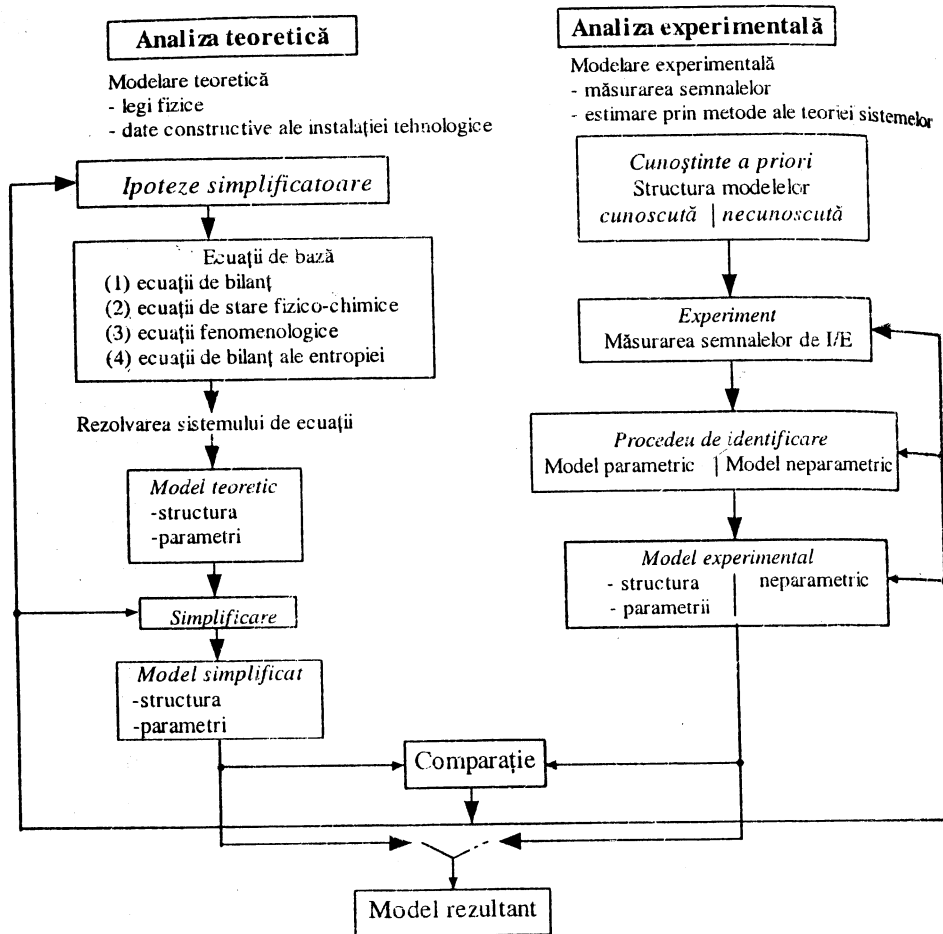 Analiza teoretică
Modelare teoretică
- legi fizice
- date constructive ale instalației tehnologice
Ipoteze simplificatoare
Ecuații de bază
(1) ecuații de bilanț
(2) ecuații de stare fizico-chimice
(3) ecuații fenomenologice
(4) ecuații de bilanț ale entropiei
Rezolvarea sistemului de ecuații
Model teoretic
-structura
-parametri
Simplificare
Model simplificat
-structura
-parametri
Analiza experimentală
Modelare experimentală
- măsurarea semnalelor
- estimare prin metode ale teoriei sistemelor
Cunoștinte a priori
Structura modelelor
cunoscută | necunoscută
Experiment
Măsurarea semnalelor de I/E
Procedeu de identificare
Model parametric | Model neparametric
Model experimental
- structura neparametric
- parametrii
Comparație
Model rezultant